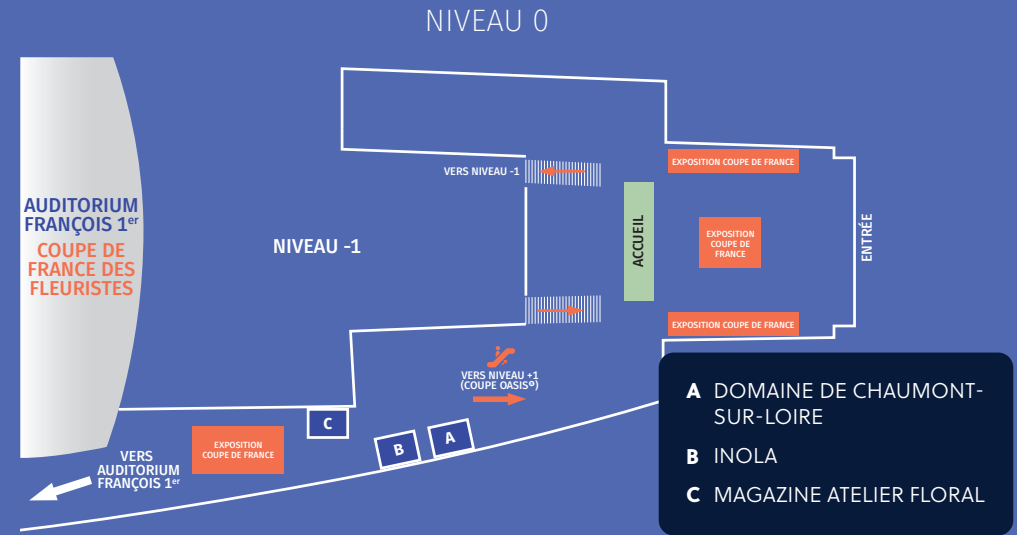 NIVEAU 0
VERS NIVEAU -1
EXPOSITION COUPE DE FRANCE
AUDITORIUM
FRANÇOIS 1er
COUPE DE
FRANCE DES
FLEURISTES
NIVEAU -1
ACCUEIL
EXPOSITION
COUPE DE
FRANCE
ENTRÉE
EXPOSITION COUPE DE FRANCE
VERS NIVEAU +1
(COUPE OASIS®)
C
B
A
EXPOSITION
COUPE DE FRANCE
VERS
AUDITORIUM
FRANÇOIS 1er
A DOMAINE DE CHAUMONT-
SUR-LOIRE
B INOLA
C MAGAZINE ATELIER FLORAL